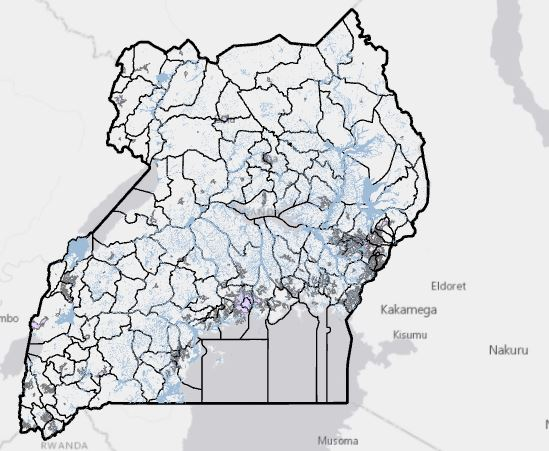 Eldoret
Kakamega
Kisumu
mbo
Nakuru
Musoma
RWANDA